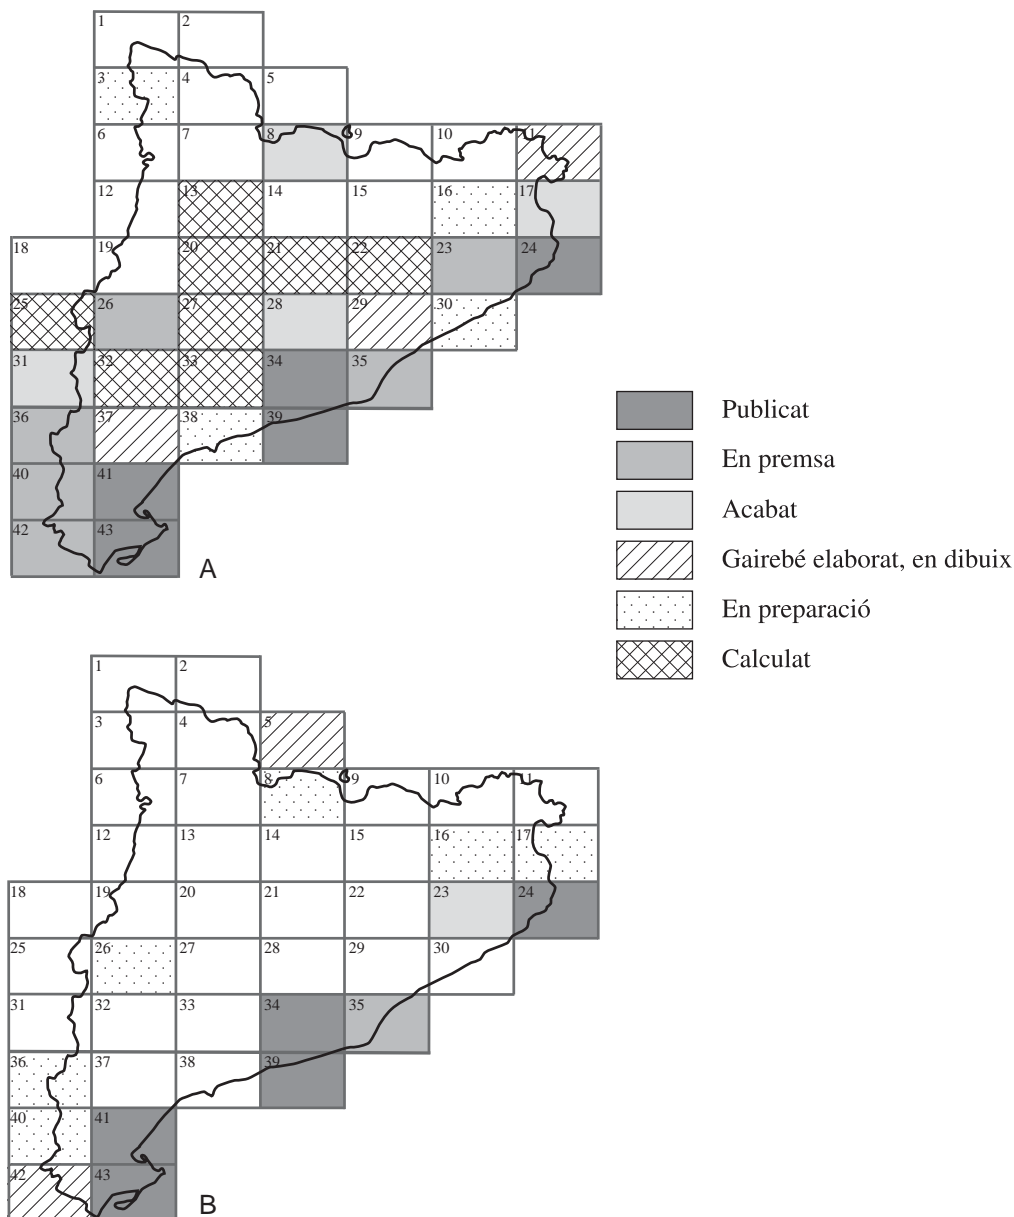 1 2
3 4 5
6 7 8 9 10 11
12 13 14 15 16 17
18 19 20 21 22 23 24
25 26 27 28 29 30
31 32 33 34 35
36 37 38 39
40 41
42 43
A
Publicat
En premsa
Acabat
Gairebé elaborat, en dibuix
En preparació
Calculat
1 2
3 4 5
6 7 8 9 10 11
12 13 14 15 16 17
18 19 20 21 22 23 24
25 26 27 28 29 30
31 32 33 34 35
36 37 38 39
40 41
42 43
B